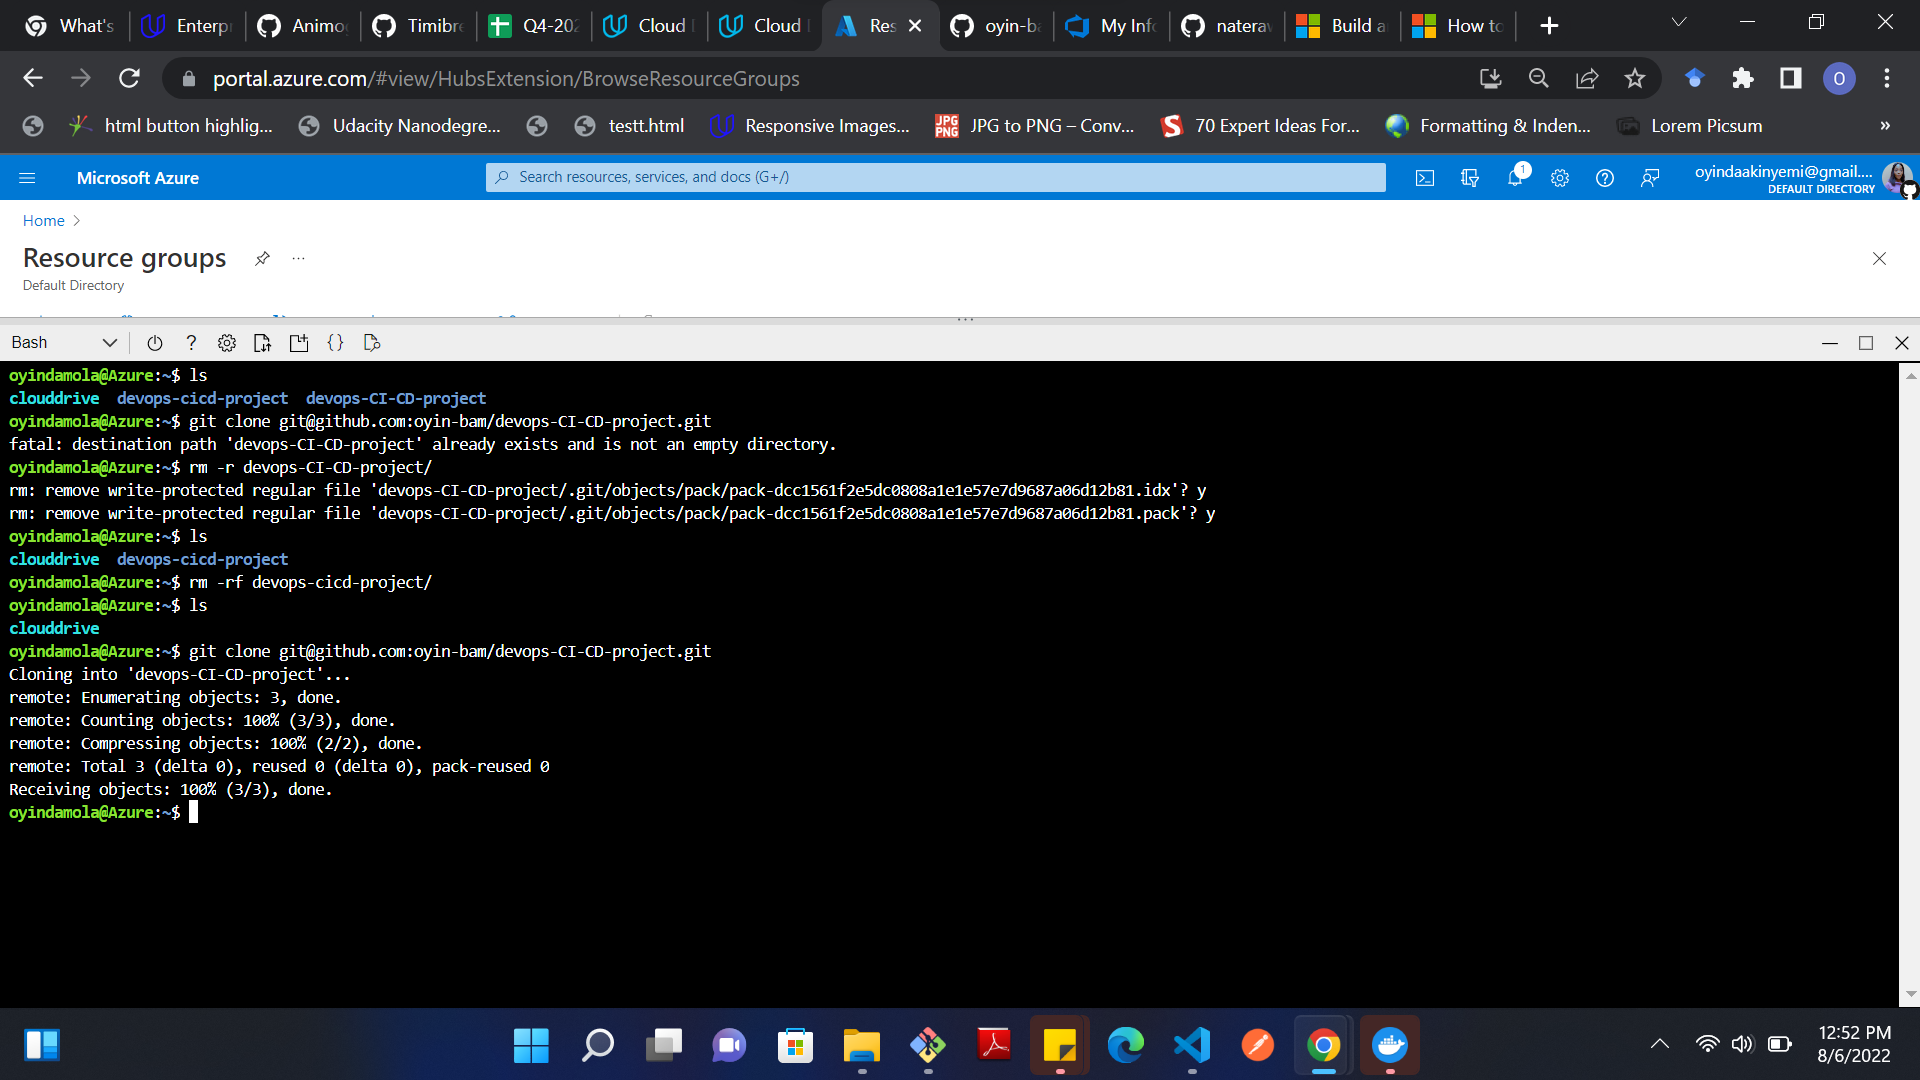 What's
Enterp
Animo
Timibre
Q4-202
Cloud
Cloud
Res
oyin-ba
My Info
natera
Build a
How to
portal.azure.com/#view/HubsExtension/BrowseResourceGroups
O
html button highlig...
Udacity Nanodegre...
testt.html
Responsive Images...
JPG to PNG – Conv...
70 Expert Ideas For...
Formatting & Inden...
Lorem Picsum
»
Microsoft Azure
Search resources, services, and docs (G+/)
1
oyindaakinyemi@gmail....
DEFAULT DIRECTORY
Home >
Resource groups
Default Directory
Bash
oyindamola@Azure:~$ ls
clouddrive devops-cicd-project devops-CI-CD-project
oyindamola@Azure:~$ git clone git@github.com:oyin-bam/devops-CI-CD-project.git
fatal: destination path 'devops-CI-CD-project' already exists and is not an empty directory.
oyindamola@Azure:~$ rm -r devops-CI-CD-project/
rm: remove write-protected regular file 'devops-CI-CD-project/.git/objects/pack/pack-dcc1561f2e5dc0808a1e1e57e7d9687a06d12b81.idx'? y
rm: remove write-protected regular file 'devops-CI-CD-project/.git/objects/pack/pack-dcc1561f2e5dc0808a1e1e57e7d9687a06d12b81.pack'? y
oyindamola@Azure:~$ ls
clouddrive devops-cicd-project
oyindamola@Azure:~$ rm -rf devops-cicd-project/
oyindamola@Azure:~$ ls
clouddrive
oyindamola@Azure:~$ git clone git@github.com:oyin-bam/devops-CI-CD-project.git
Cloning into 'devops-CI-CD-project'...
remote: Enumerating objects: 3, done.
remote: Counting objects: 100% (3/3), done.
remote: Compressing objects: 100% (2/2), done.
remote: Total 3 (delta 0), reused 0 (delta 0), pack-reused 0
Receiving objects: 100% (3/3), done.
oyindamola@Azure:~$
12:52 PM
8/6/2022